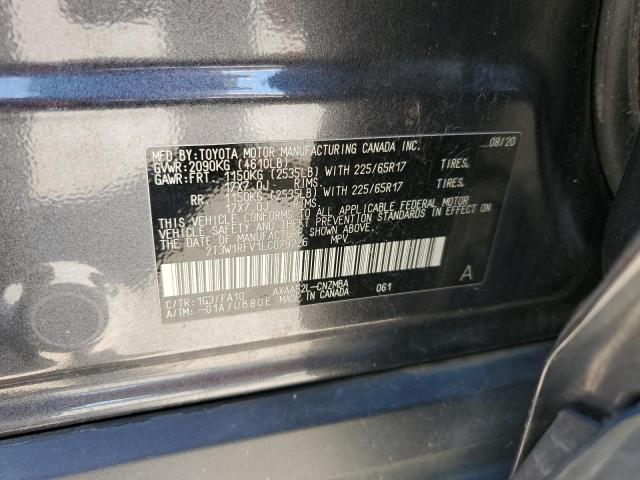 MFD.BY:TOYOTA MOTOR MANUFACTURING CANADA INC. 08/20
GVWR:2090KG (4610LB)
GAWR:FRT 1150KG (2535LB) WITH 225/65R17 TIRES,
17X7.0J RIMS,
RR 1150KG (2535LB) WITH 225/65R17 TIRES,
17X7.0J RIMS,
THIS VEHICLE CONFORMS TO ALL APPLICABLE FEDERAL MOTOR
VEHICLE SAFETY AND THEFT PREVENTION STANDARDS IN EFFECT
ON THE DATE OF MANUFACTURE SHOWN ABOVE.
2T3W1RFV1LC079226 MPV
A
C/TR:1G3/FA10 AXAA52L-CNZMBA 061
A/TM: -01A/U880E MADE IN CANADA